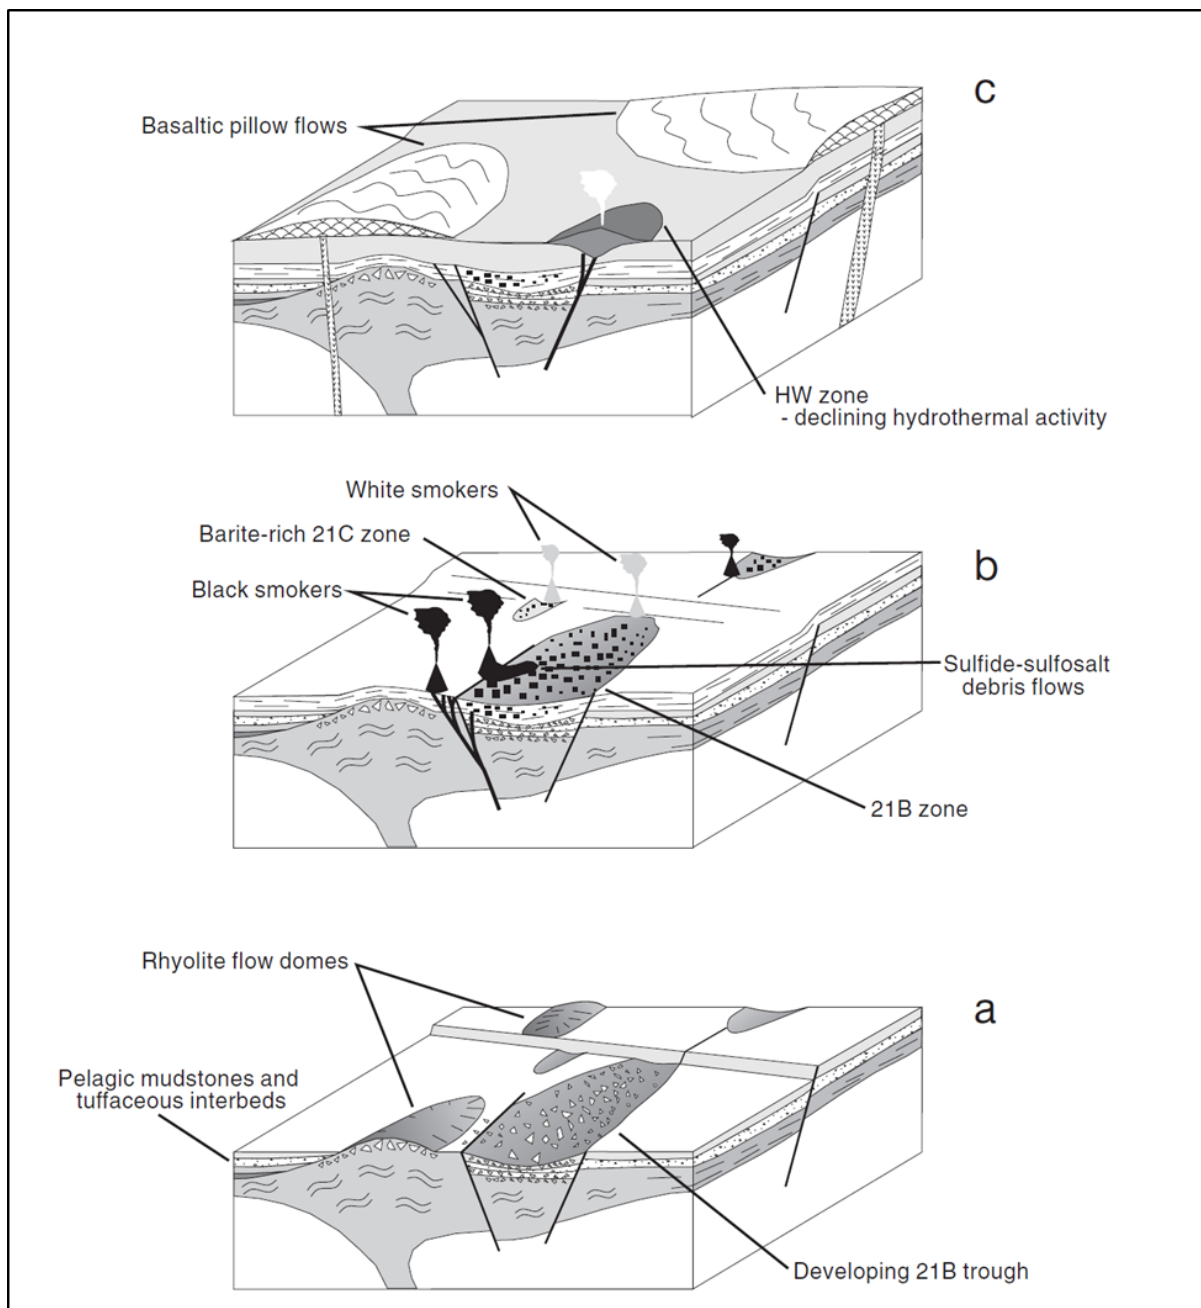 c
Basaltic pillow flows
HW zone
- declining hydrothermal activity
White smokers
Barite-rich 21C zone
b
Black smokers
Sulfide-sulfosalt
debris flows
21B zone
Rhyolite flow domes
a
Pelagic mudstones and
tuffaceous interbeds
Developing 21B trough